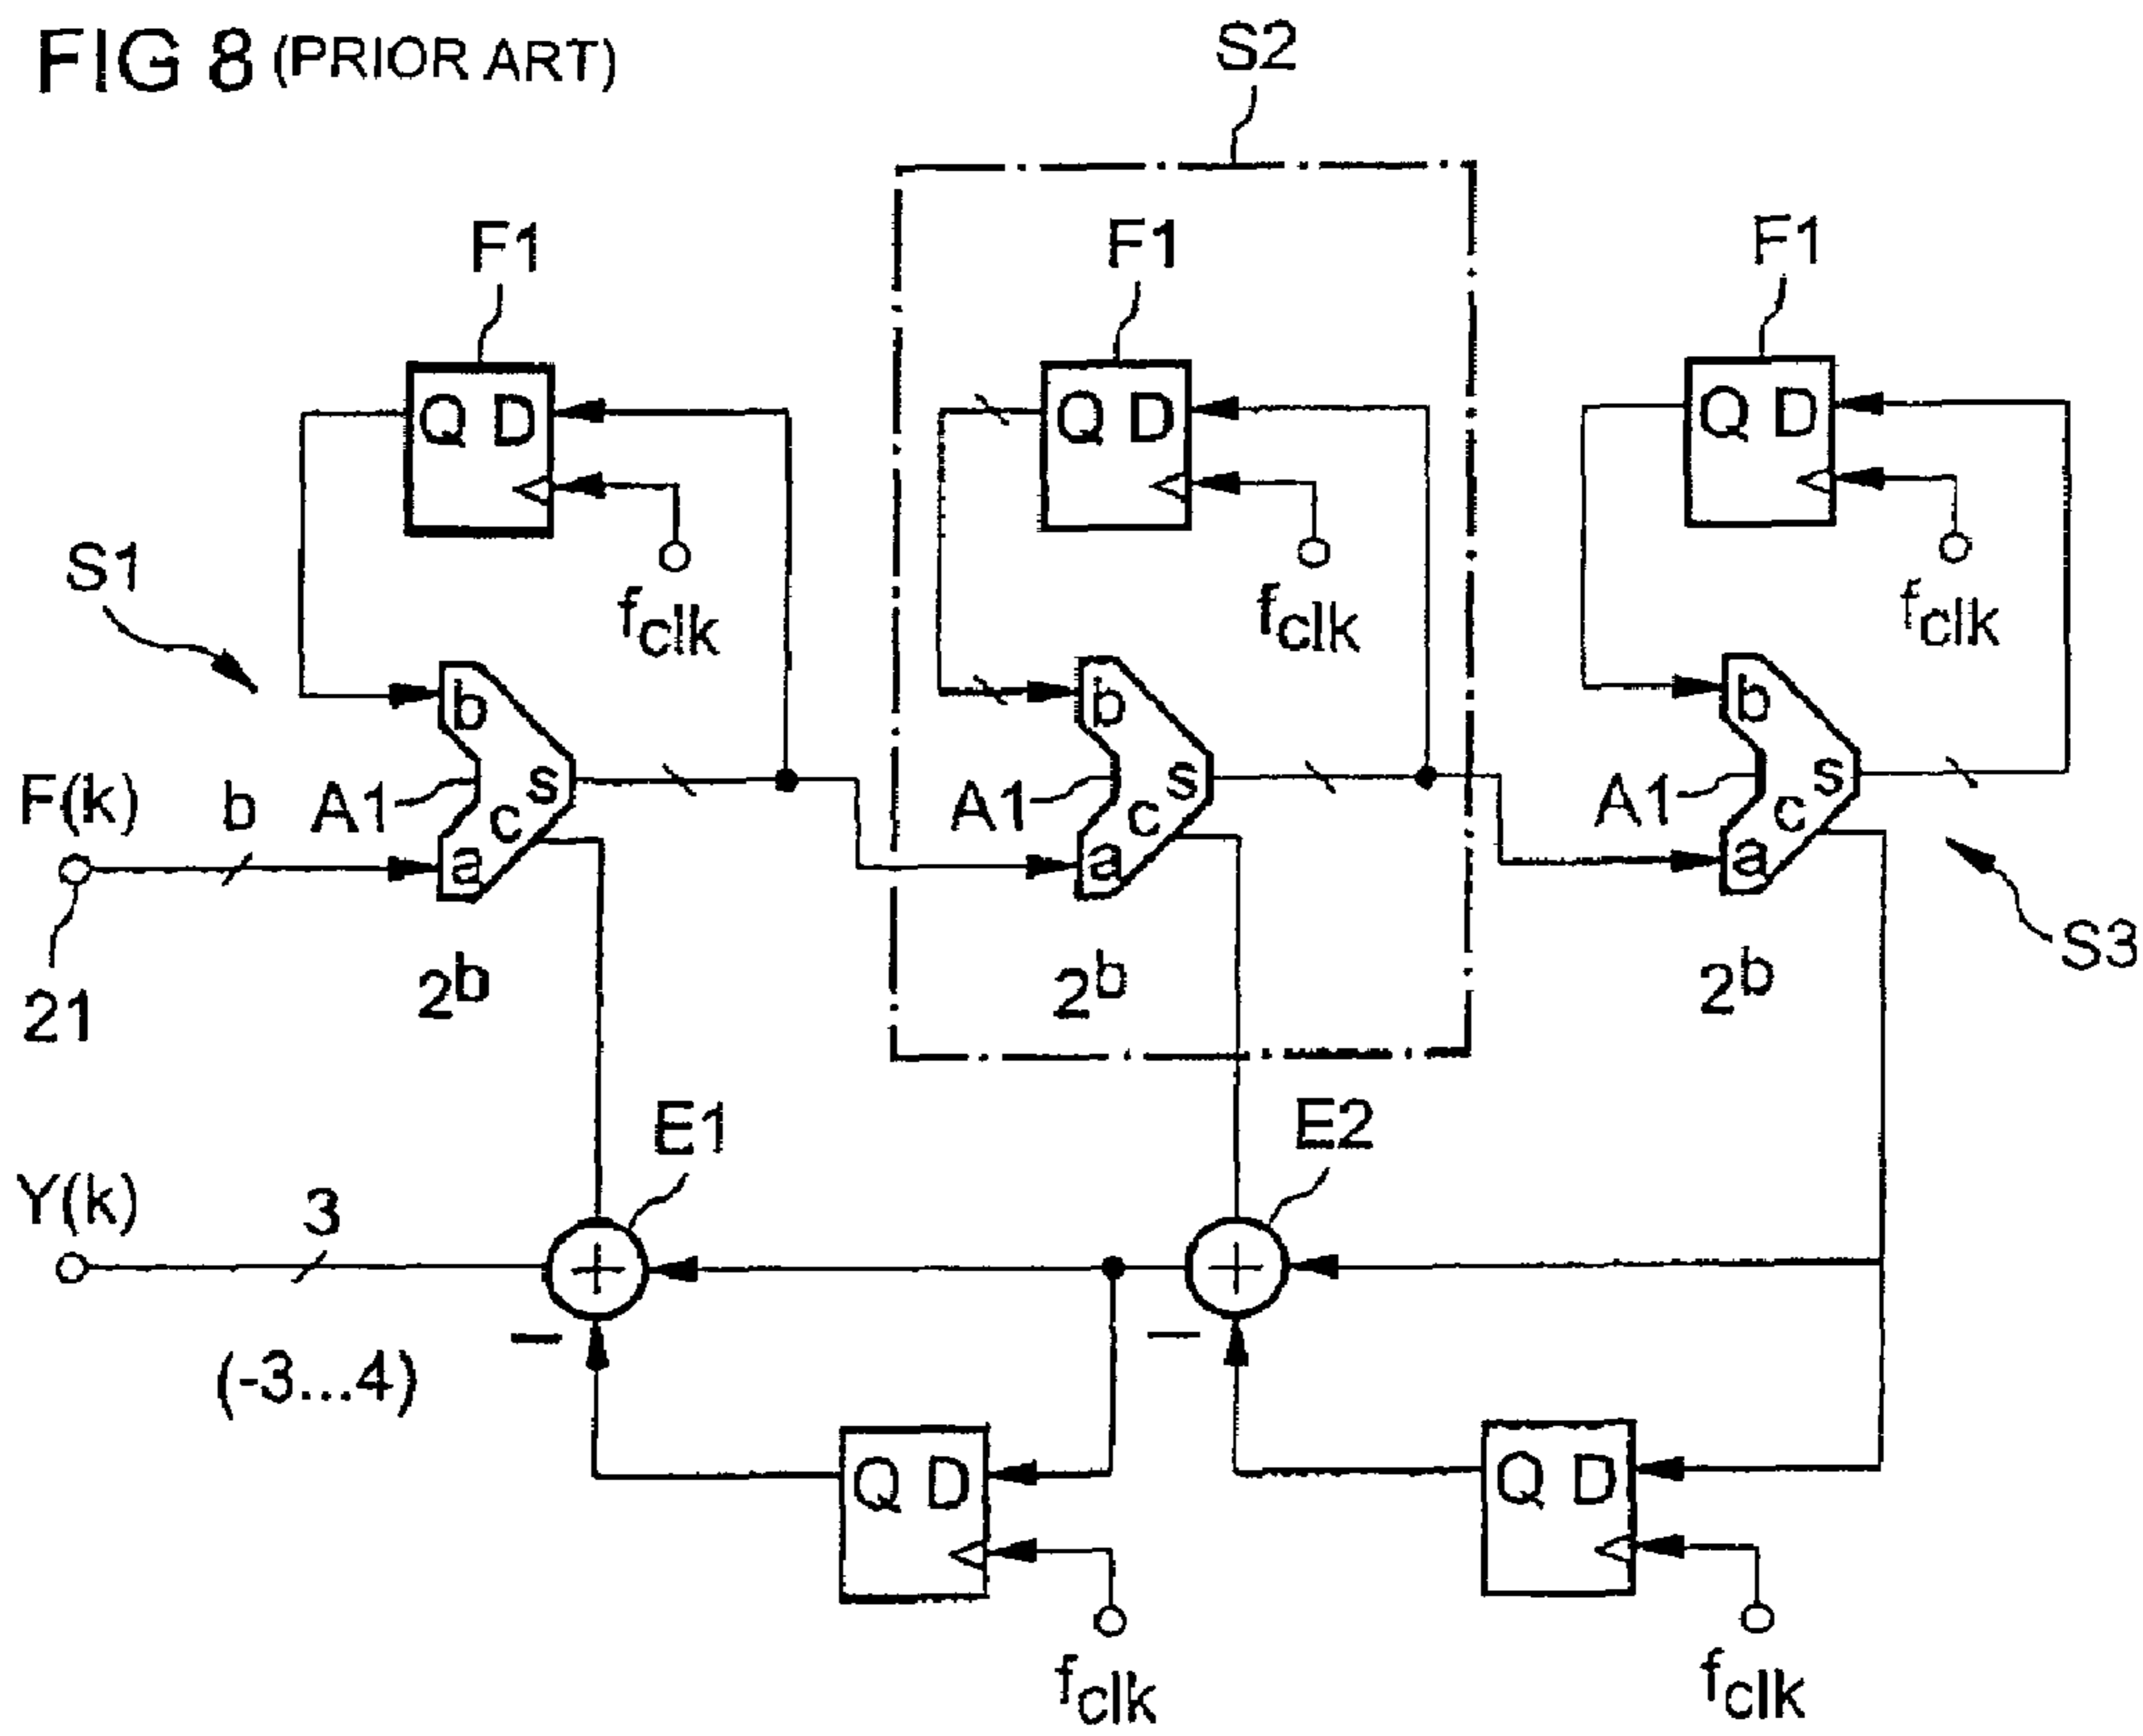 FIG 8 (PRIOR ART)
S2
F1
F1
F1
Q D
Q D
Q D
S1
fclk
fclk
fclk
b
b
b
F(k)
b
A1
s
c
a
A1
s
c
a
A1
s
c
a
21
2b
2b
2b
S3
E1
E2
Y(k)
3
+
+
−
−
(-3...4)
Q D
Q D
fclk
fclk